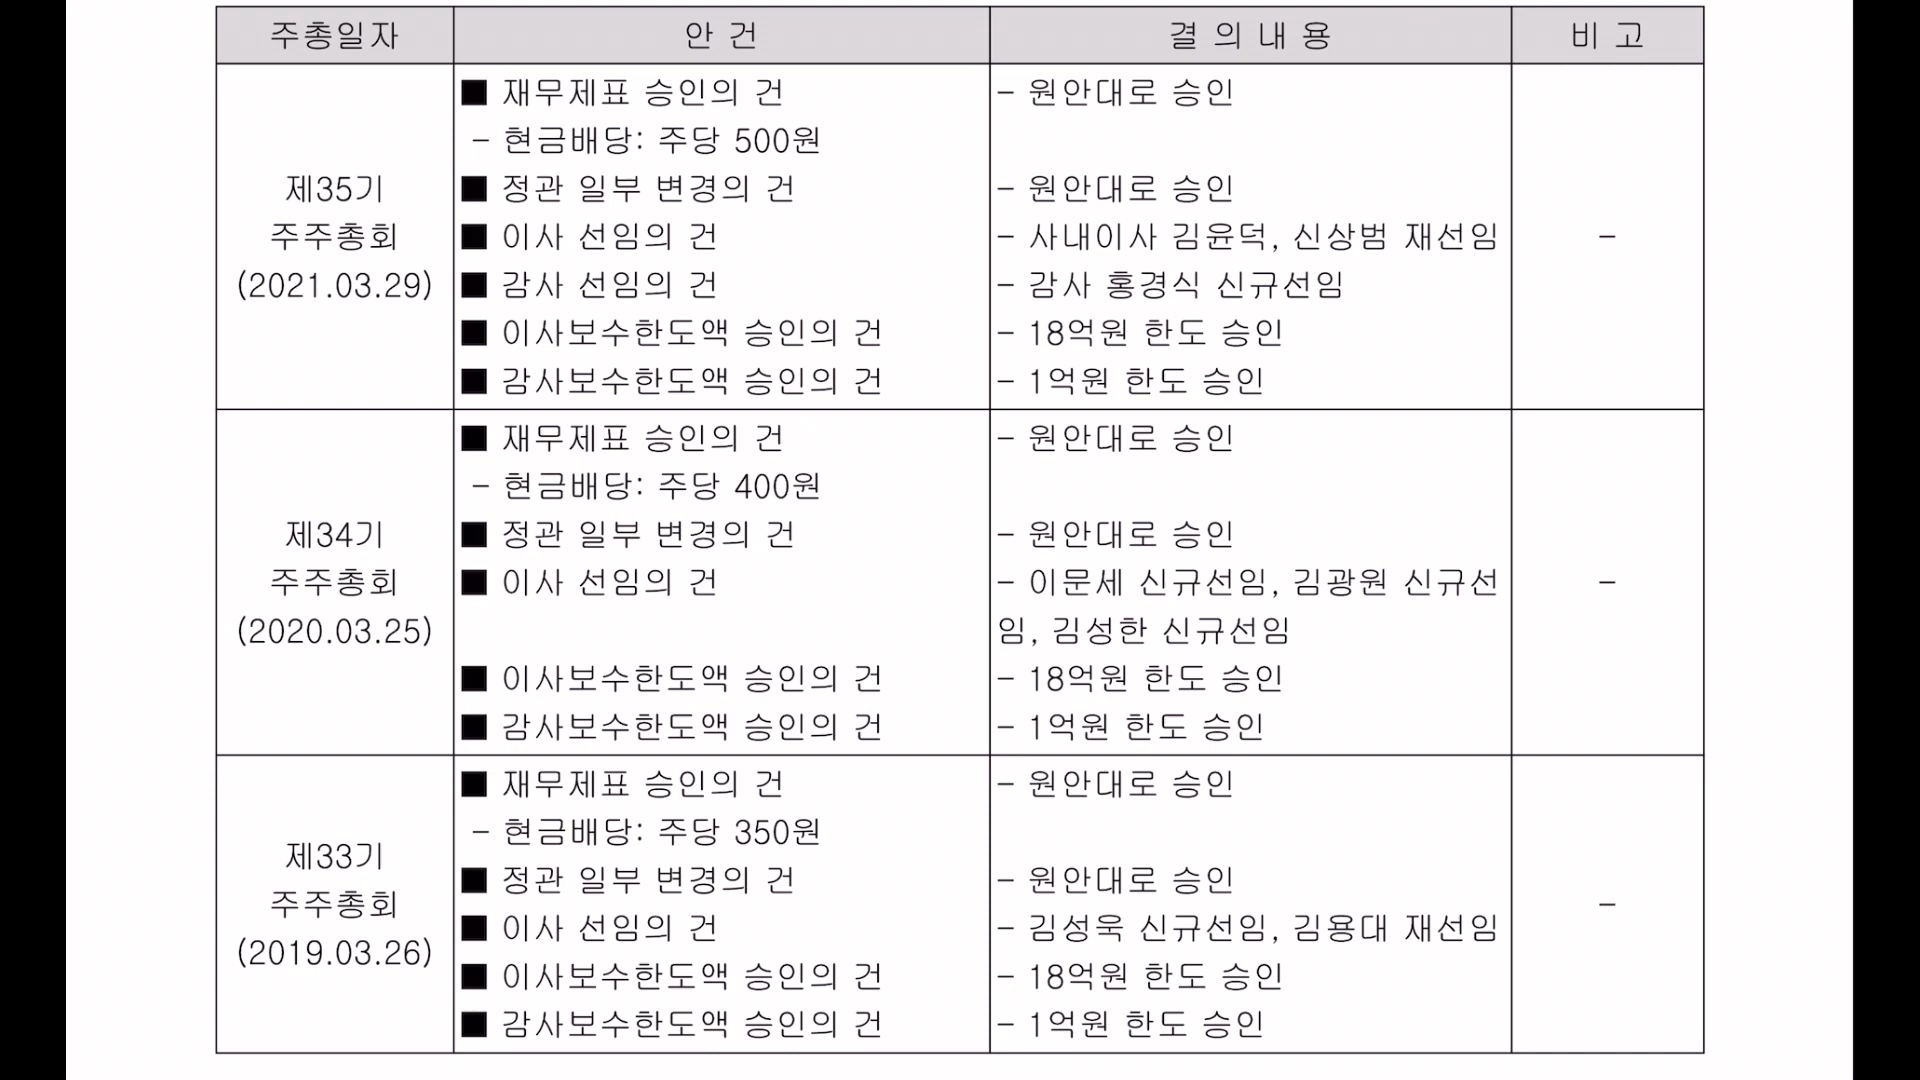 주총일자 안 건 결 의 내 용 비 고
제35기
주주총회
(2021.03.29)
■ 재무제표 승인의 건
- 현금배당: 주당 500원
■ 정관 일부 변경의 건
■ 이사 선임의 건
■ 감사 선임의 건
■ 이사보수한도액 승인의 건
■ 감사보수한도액 승인의 건
- 원안대로 승인
- 원안대로 승인
- 사내이사 김윤덕, 신상범 재선임
- 감사 홍경식 신규선임
- 18억원 한도 승인
- 1억원 한도 승인
-
제34기
주주총회
(2020.03.25)
■ 재무제표 승인의 건
- 현금배당: 주당 400원
■ 정관 일부 변경의 건
■ 이사 선임의 건
■ 이사보수한도액 승인의 건
■ 감사보수한도액 승인의 건
- 원안대로 승인
- 원안대로 승인
- 이문세 신규선임, 김광원 신규선
임, 김성한 신규선임
- 18억원 한도 승인
- 1억원 한도 승인
-
제33기
주주총회
(2019.03.26)
■ 재무제표 승인의 건
- 현금배당: 주당 350원
■ 정관 일부 변경의 건
■ 이사 선임의 건
■ 이사보수한도액 승인의 건
■ 감사보수한도액 승인의 건
- 원안대로 승인
- 원안대로 승인
- 김성욱 신규선임, 김용대 재선임
- 18억원 한도 승인
- 1억원 한도 승인
-